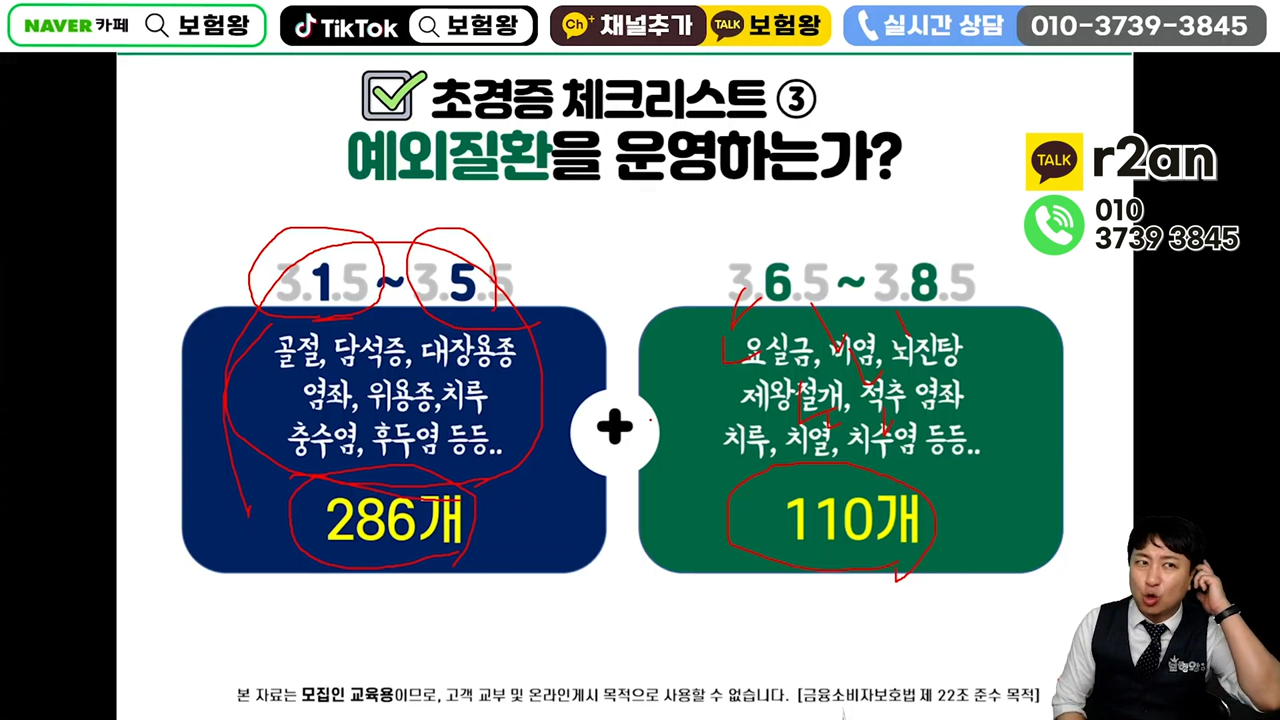 NAVER 카페 보험왕 TikTok 보험왕 Ch+ 채널추가 TALK 보험왕 실시간 상담 010-3739-3845
초경증 체크리스트 ③
예외질환을 운영하는가?
TALK r2an
010
3739 3845
3.1.5 ~ 3.5.5
골절, 담석증, 대장용종
염좌, 위용종,치루
충수염, 후두염 등등..
286개
+
3.6.5 ~ 3.8.5
요실금, 비염, 뇌진탕
제왕절개, 척추 염좌
치루, 치열, 치수염 등등..
110개
본 자료는 모집인 교육용이므로, 고객 교부 및 온라인게시 목적으로 사용할 수 없습니다. [금융소비자보호법 제 22조 준수 목적]